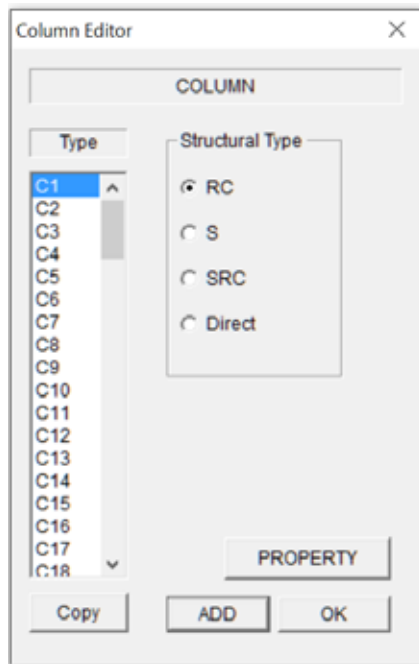 Column Editor
COLUMN
Type
Structural Type
C1
C2
C3
C4
C5
C6
C7
C8
C9
C10
C11
C12
C13
C14
C15
C16
C17
C18
RC
S
SRC
Direct
PROPERTY
Copy
ADD
OK